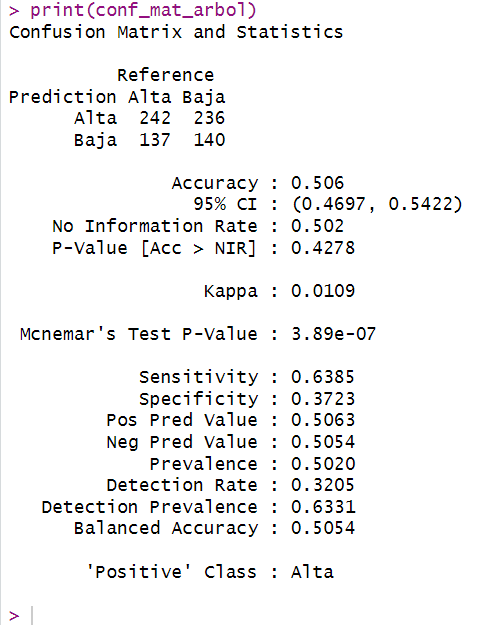 > print(conf_mat_arbol)
Confusion Matrix and Statistics
Reference
Prediction Alta Baja
Alta 242 236
Baja 137 140
Accuracy : 0.506
95% CI : (0.4697, 0.5422)
No Information Rate : 0.502
P-Value [Acc > NIR] : 0.4278
Kappa : 0.0109
Mcnemar's Test P-Value : 3.89e-07
Sensitivity : 0.6385
Specificity : 0.3723
Pos Pred Value : 0.5063
Neg Pred Value : 0.5054
Prevalence : 0.5020
Detection Rate : 0.3205
Detection Prevalence : 0.6331
Balanced Accuracy : 0.5054
'Positive' Class : Alta
>